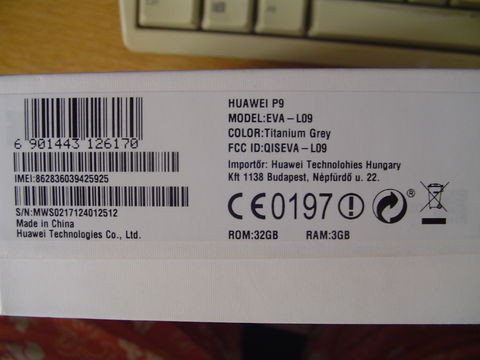 6 901443 126170
IMEI:862836039425925
S/N:MWS0217124012512
Made in China
Huawei Technologies Co., Ltd.
HUAWEI P9
MODEL:EVA-L09
COLOR:Titanium Grey
FCC ID:QISEVA-L09
Importőr: Huawei Technolohies Hungary
Kft 1138 Budapest, Népfürdő u. 22.
CE0197
ROM:32GB RAM:3GB